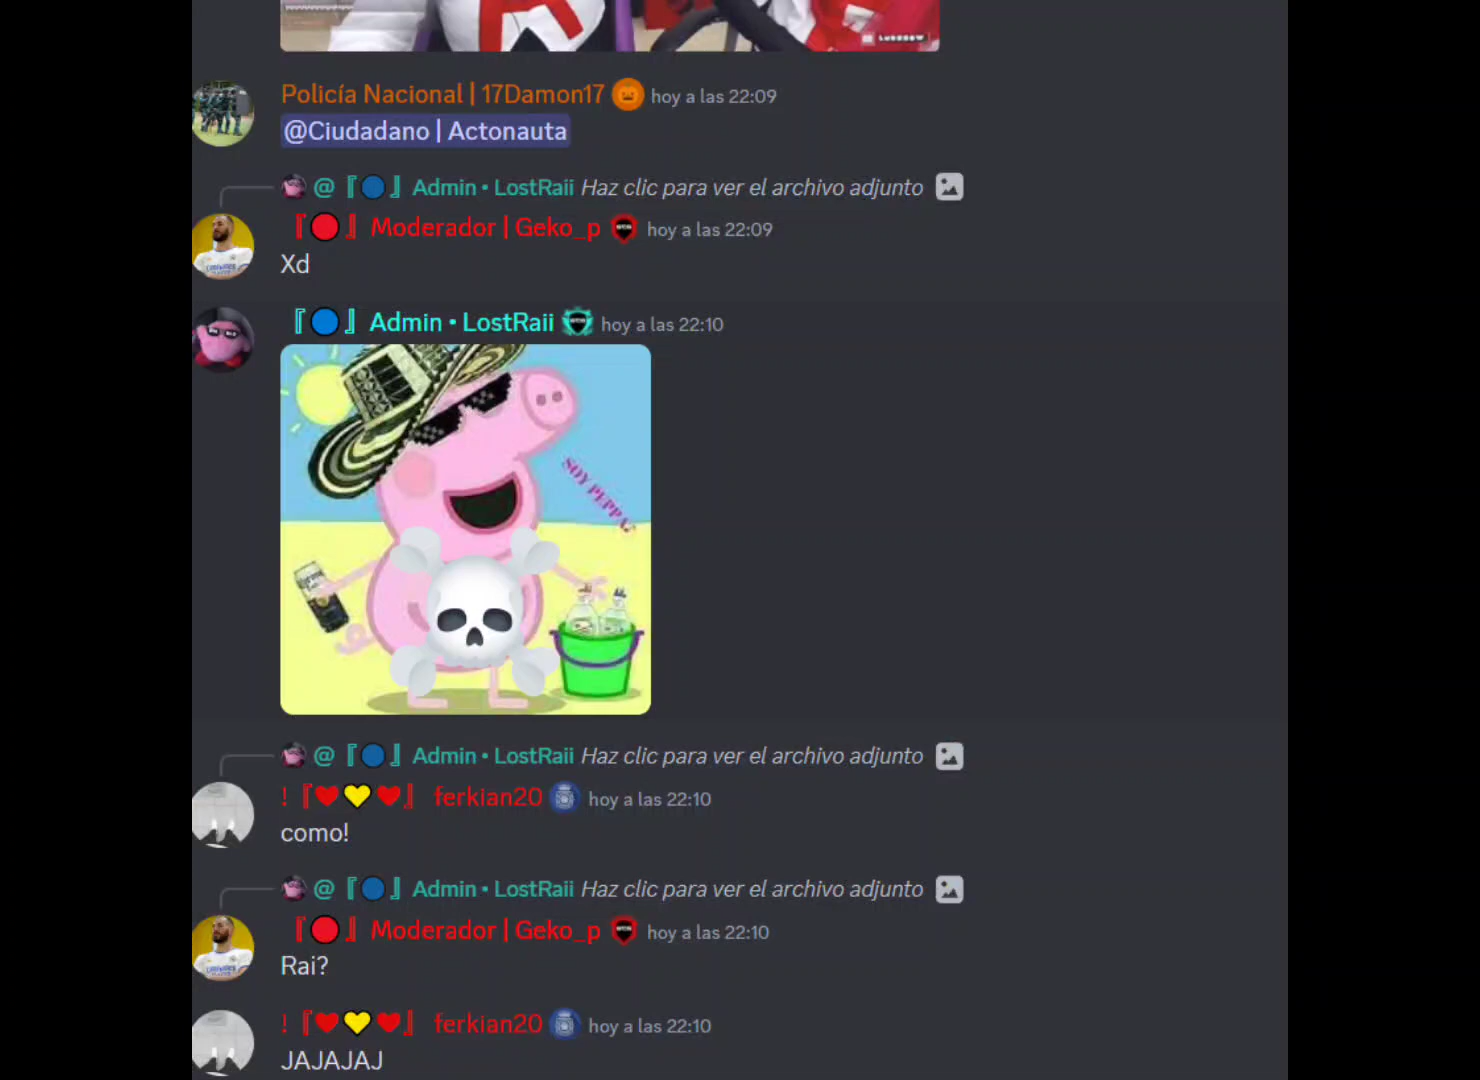 Policía Nacional | 17Damon17 hoy a las 22:09
@Ciudadano | Actonauta
@『🔵』 Admin • LostRaii Haz clic para ver el archivo adjunto
『🔴』 Moderador | Geko_p hoy a las 22:09
Xd
『🔵』 Admin • LostRaii hoy a las 22:10
SOY PEPPA
@『🔵』 Admin • LostRaii Haz clic para ver el archivo adjunto
!『❤️💛❤️』 ferkian20 hoy a las 22:10
como!
@『🔵』 Admin • LostRaii Haz clic para ver el archivo adjunto
『🔴』 Moderador | Geko_p hoy a las 22:10
Rai?
!『❤️💛❤️』 ferkian20 hoy a las 22:10
JAJAJAJ